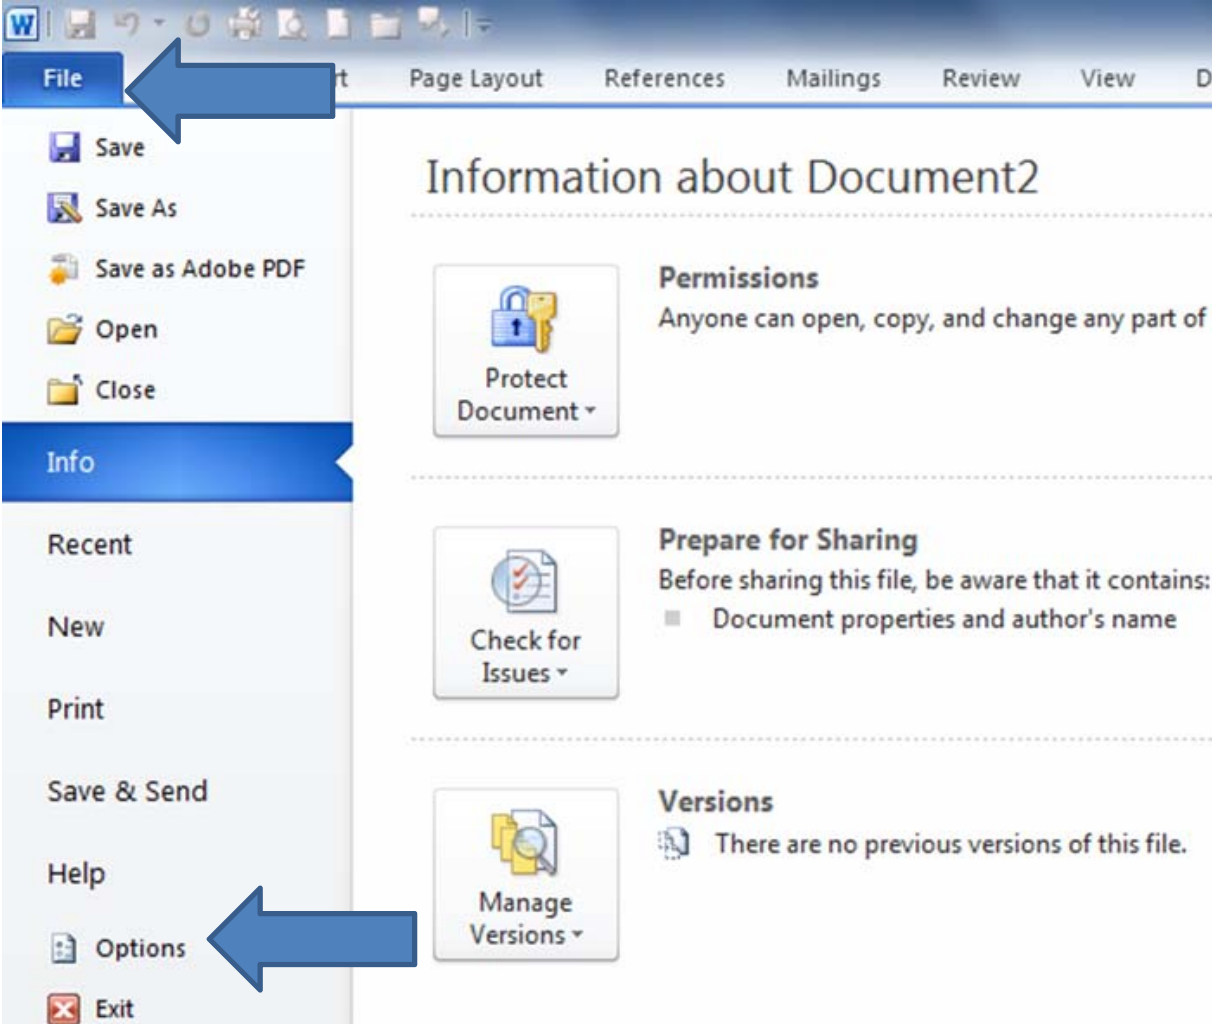 W
File Page Layout References Mailings Review View D
Save
Save As
Save as Adobe PDF
Open
Close
Info
Recent
New
Print
Save & Send
Help
Options
Exit
Information about Document2
Protect
Document
Permissions
Anyone can open, copy, and change any part of
Check for
Issues
Prepare for Sharing
Before sharing this file, be aware that it contains:
Document properties and author's name
Manage
Versions
Versions
There are no previous versions of this file.